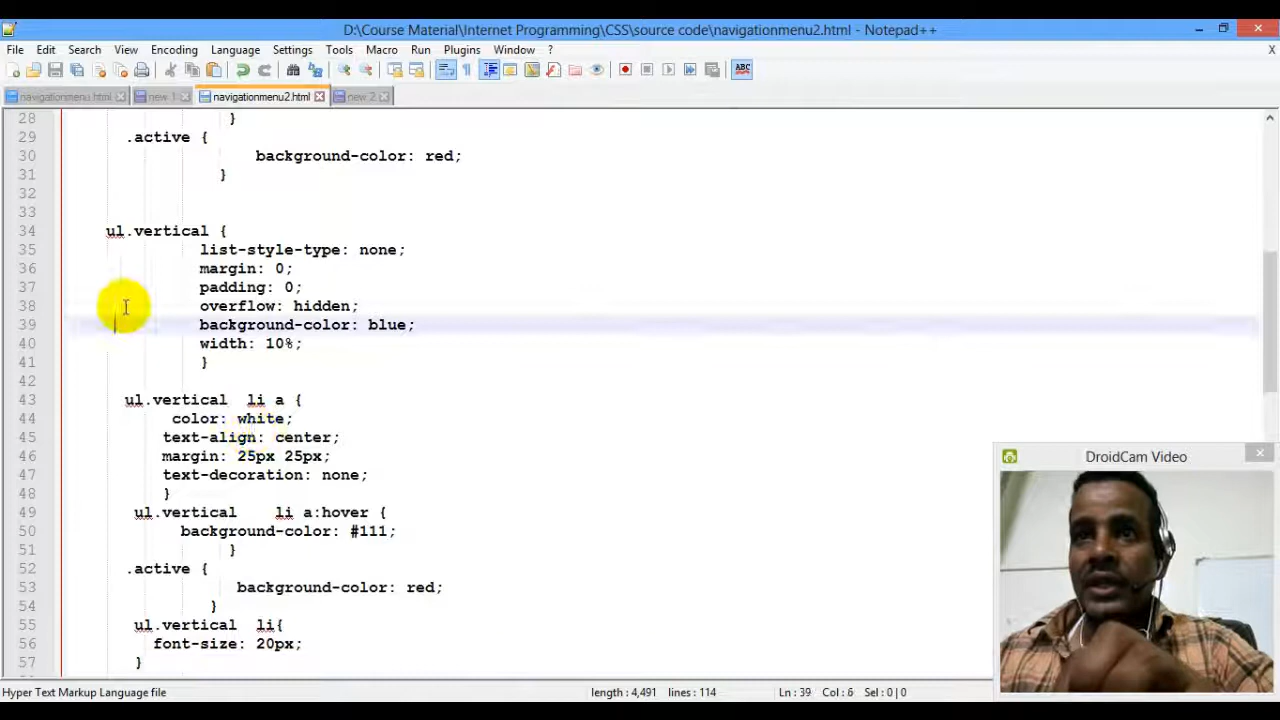 D:\Course Material\Internet Programming\CSS\source code\navigationmenu2.html - Notepad++
File Edit Search View Encoding Language Settings Tools Macro Run Plugins Window ? X
navigationmenu.html new 1 navigationmenu2.html new 2
28 }
29 .active {
30 background-color: red;
31 }
32
33
34 ul.vertical {
35 list-style-type: none;
36 margin: 0;
37 padding: 0;
38 overflow: hidden;
39 background-color: blue;
40 width: 10%;
41 }
42
43 ul.vertical li a {
44 color: white;
45 text-align: center;
46 margin: 25px 25px;
47 text-decoration: none;
48 }
49 ul.vertical li a:hover {
50 background-color: #111;
51 }
52 .active {
53 background-color: red;
54 }
55 ul.vertical li{
56 font-size: 20px;
57 }
DroidCam Video
Hyper Text Markup Language file length : 4,491 lines : 114 Ln : 39 Col : 6 Sel : 0 | 0